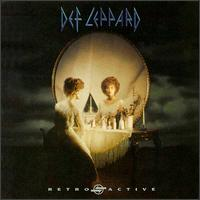 DEF LEPPARD
RETRO ACTIVE